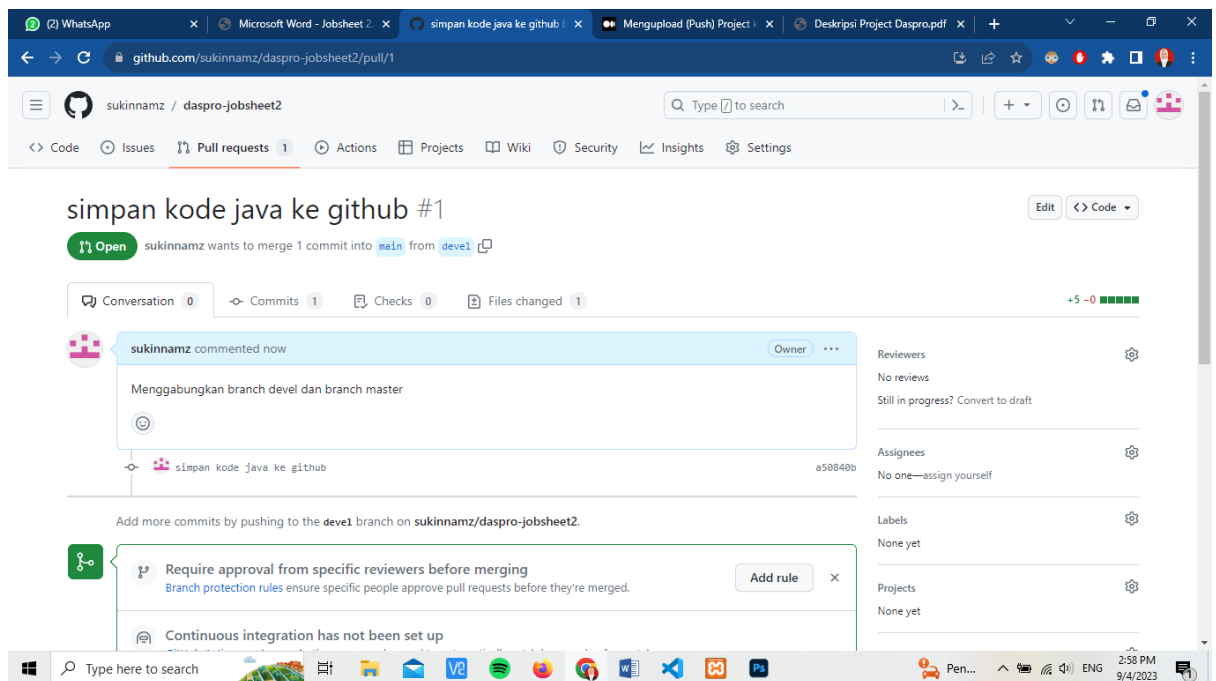 (2) WhatsApp
Microsoft Word - Jobsheet 2.
simpan kode java ke github b
Mengupload (Push) Project k
Deskripsi Project Daspro.pdf
github.com/sukinnamz/daspro-jobsheet2/pull/1
sukinnamz / daspro-jobsheet2
Type / to search
Code
Issues
Pull requests 1
Actions
Projects
Wiki
Security
Insights
Settings
simpan kode java ke github #1
Edit
<> Code
Open
sukinnamz wants to merge 1 commit into main from devel
Conversation 0
Commits 1
Checks 0
Files changed 1
+5 −0
sukinnamz commented now
Owner
Menggabungkan branch devel dan branch master
simpan kode java ke github
a50840b
Add more commits by pushing to the devel branch on sukinnamz/daspro-jobsheet2.
Require approval from specific reviewers before merging
Branch protection rules ensure specific people approve pull requests before they're merged.
Add rule
Continuous integration has not been set up
Reviewers
No reviews
Still in progress? Convert to draft
Assignees
No one—assign yourself
Labels
None yet
Projects
None yet
Type here to search
Pen...
ENG
2:58 PM
9/4/2023